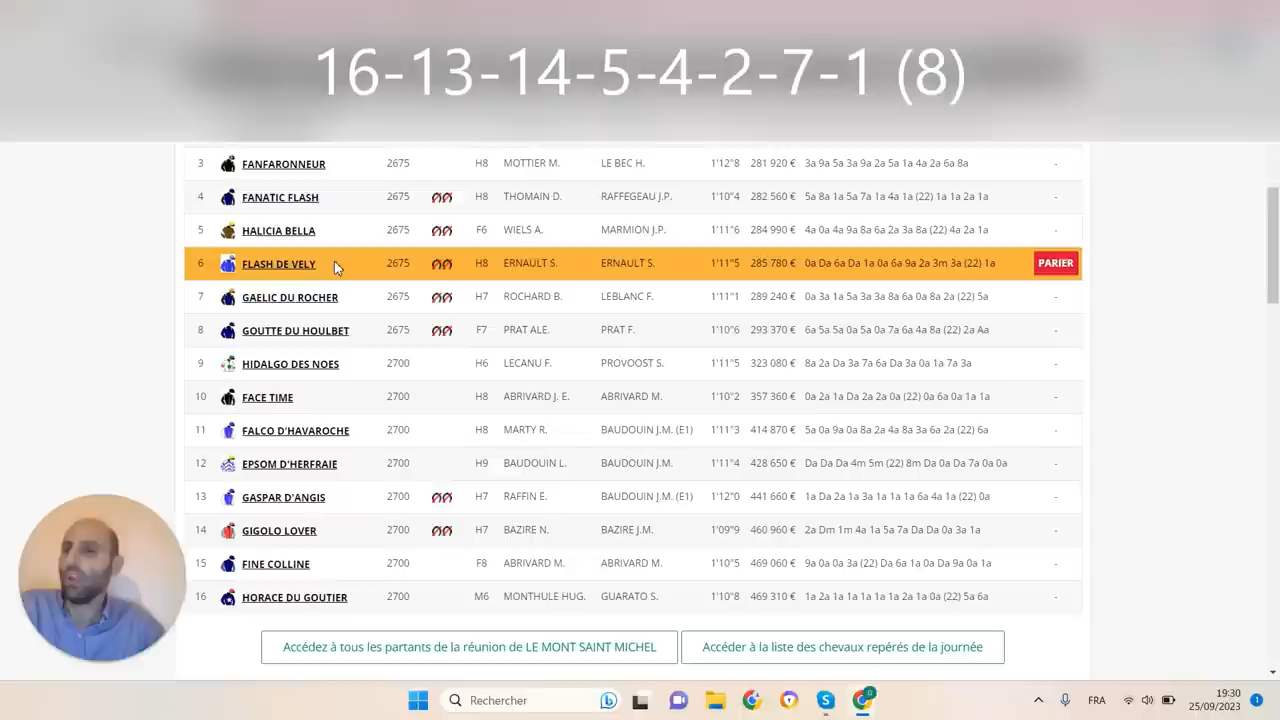 16-13-14-5-4-2-7-1 (8)
3 FANFARONNEUR 2675 H8 MOTTIER M. LE BEC H. 1'12"8 281 920 € 3a 9a 5a 3a 9a 2a 5a 1a 4a 2a 6a 8a -
4 FANATIC FLASH 2675 H8 THOMAIN D. RAFFEGEAU J.P. 1'10"4 282 560 € 5a 8a 1a 5a 7a 1a 4a 1a (22) 1a 1a 2a 1a -
5 HALICIA BELLA 2675 F6 WIELS A. MARMION J.P. 1'11"6 284 990 € 4a 0a 4a 9a 8a 6a 2a 3a 8a (22) 4a 2a 1a -
6 FLASH DE VELY 2675 H8 ERNAULT S. ERNAULT S. 1'11"5 285 780 € 0a Da 6a Da 1a 0a 6a 9a 2a 3m 3a (22) 1a PARIER
7 GAELIC DU ROCHER 2675 H7 ROCHARD B. LEBLANC F. 1'11"1 289 240 € 0a 3a 1a 5a 3a 3a 8a 6a 0a 8a 2a (22) 5a -
8 GOUTTE DU HOULBET 2675 F7 PRAT ALE. PRAT F. 1'10"6 293 370 € 6a 5a 5a 0a 5a 0a 7a 6a 4a 8a (22) 2a Aa -
9 HIDALGO DES NOES 2700 H6 LECANU F. PROVOOST S. 1'11"5 323 080 € 8a 2a Da 3a 7a 6a Da 3a 0a 1a 7a 3a -
10 FACE TIME 2700 H8 ABRIVARD J. E. ABRIVARD M. 1'10"2 357 360 € 0a 2a 1a Da 2a 2a 0a (22) 0a 6a 0a 1a 1a -
11 FALCO D'HAVAROCHE 2700 H8 MARTY R. BAUDOUIN J.M. (E1) 1'11"3 414 870 € 5a 0a 9a 0a 8a 2a 4a 8a 3a 6a 2a (22) 6a -
12 EPSOM D'HERFRAIE 2700 H9 BAUDOUIN L. BAUDOUIN J.M. 1'11"4 428 650 € Da Da Da 4m 5m (22) 8m Da 0a Da 7a 0a 0a -
13 GASPAR D'ANGIS 2700 H7 RAFFIN E. BAUDOUIN J.M. (E1) 1'12"0 441 660 € 1a Da 2a 1a 3a 1a 1a 1a 6a 4a 1a (22) 0a -
14 GIGOLO LOVER 2700 H7 BAZIRE N. BAZIRE J.M. 1'09"9 460 960 € 2a Dm 1m 4a 1a 5a 7a Da Da 0a 3a 1a -
15 FINE COLLINE 2700 F8 ABRIVARD M. ABRIVARD M. 1'10"5 469 060 € 9a 0a 0a 3a (22) Da 6a 1a 0a Da 9a 0a 1a -
16 HORACE DU GOUTIER 2700 M6 MONTHULE HUG. GUARATO S. 1'10"8 469 310 € 1a 2a 1a 1a 1a 1a 2a 1a 0a (22) 5a 6a -
Accédez à tous les partants de la réunion de LE MONT SAINT MICHEL Accéder à la liste des chevaux repérés de la journée
Rechercher FRA 19:30
25/09/2023 1